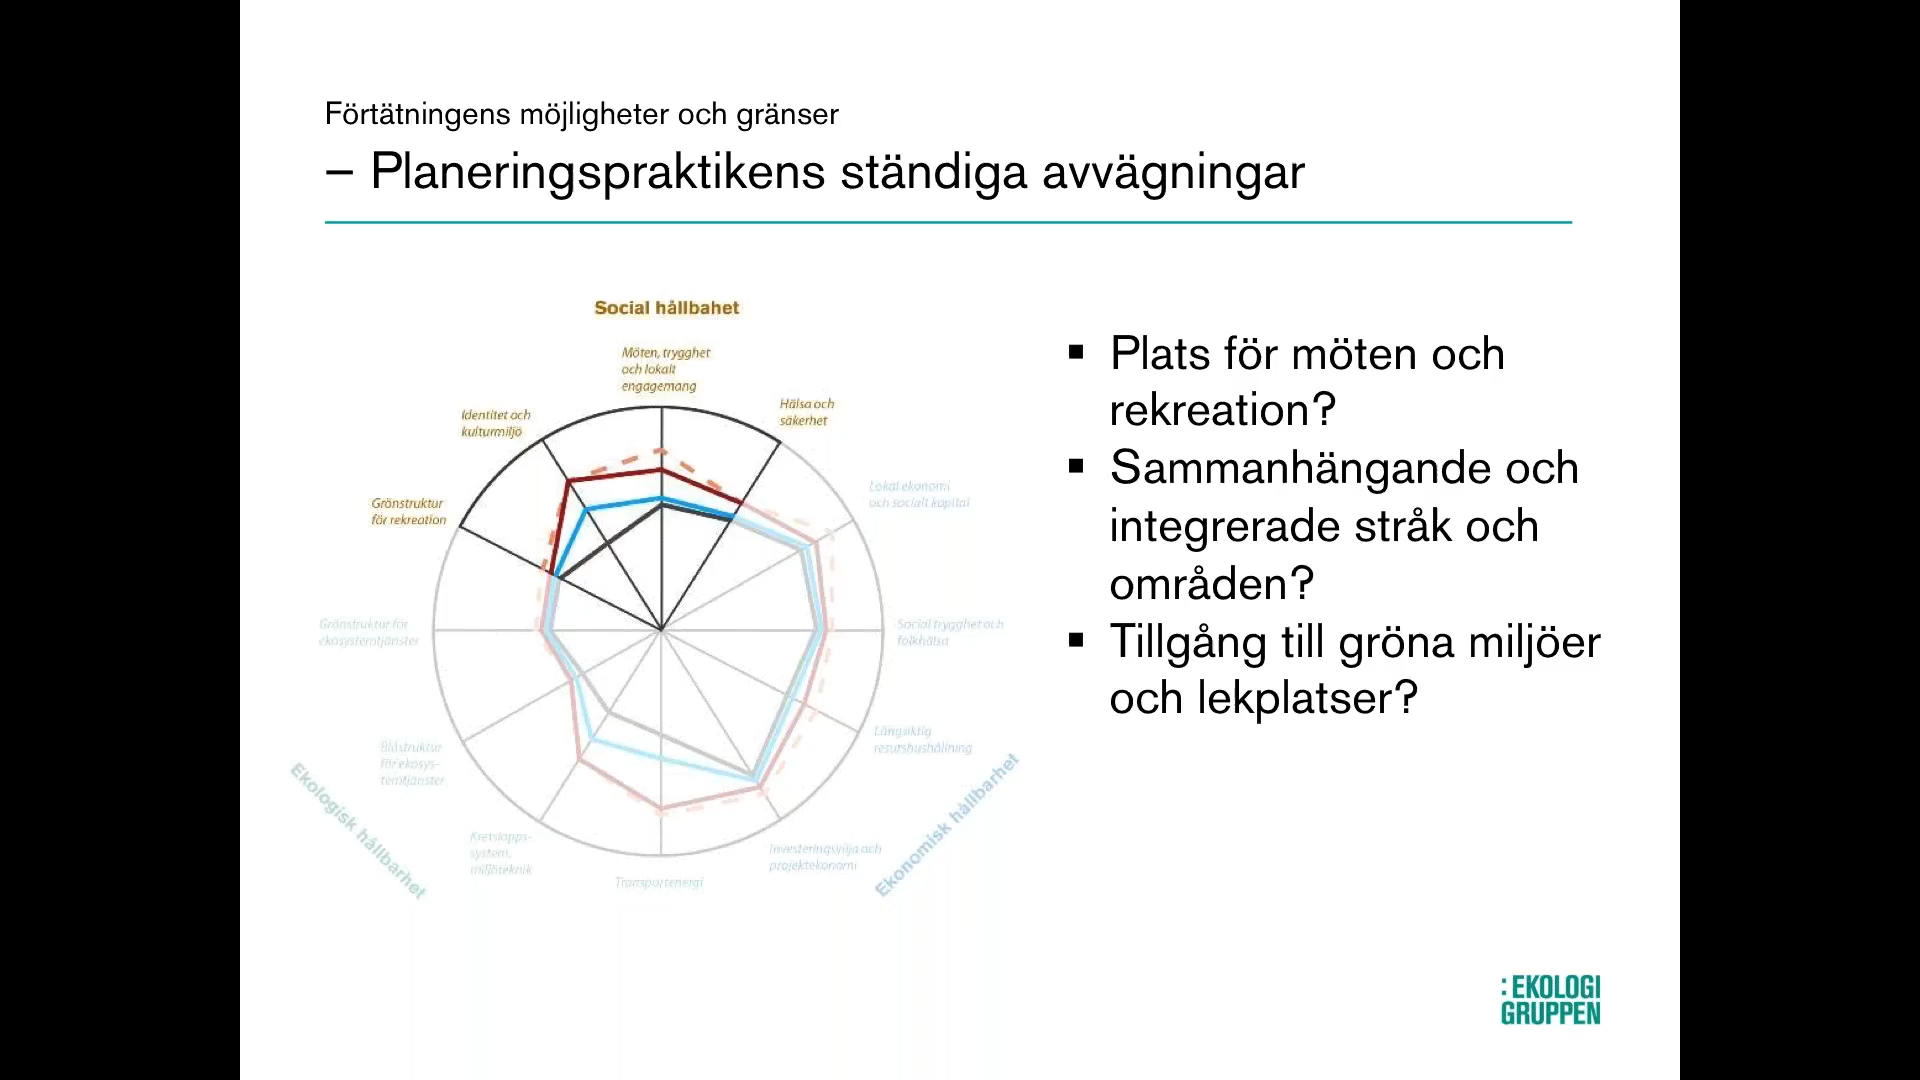 Förtätningens möjligheter och gränser
– Planeringspraktikens ständiga avvägningar
Social hållbahet
Möten, trygghet
och lokalt
engagemang
Hälsa och
säkerhet
Identitet och
kulturmiljö
Grönstruktur
för rekreation
Lokal ekonomi
och socialt kapital
Grönstruktur för
ekosystemtjänster
Social trygghet och
folkhälsa
Långsiktig
resurshushållning
Blåstruktur
för ekosys-
temtjänster
Ekologisk hållbarhet
Ekonomisk hållbarhet
Kretslopps-
system,
miljöteknik
Transportenergi
Investeringsvilja och
projektekonomi
▪ Plats för möten och
rekreation?
▪ Sammanhängande och
integrerade stråk och
områden?
▪ Tillgång till gröna miljöer
och lekplatser?
:EKOLOGI
GRUPPEN